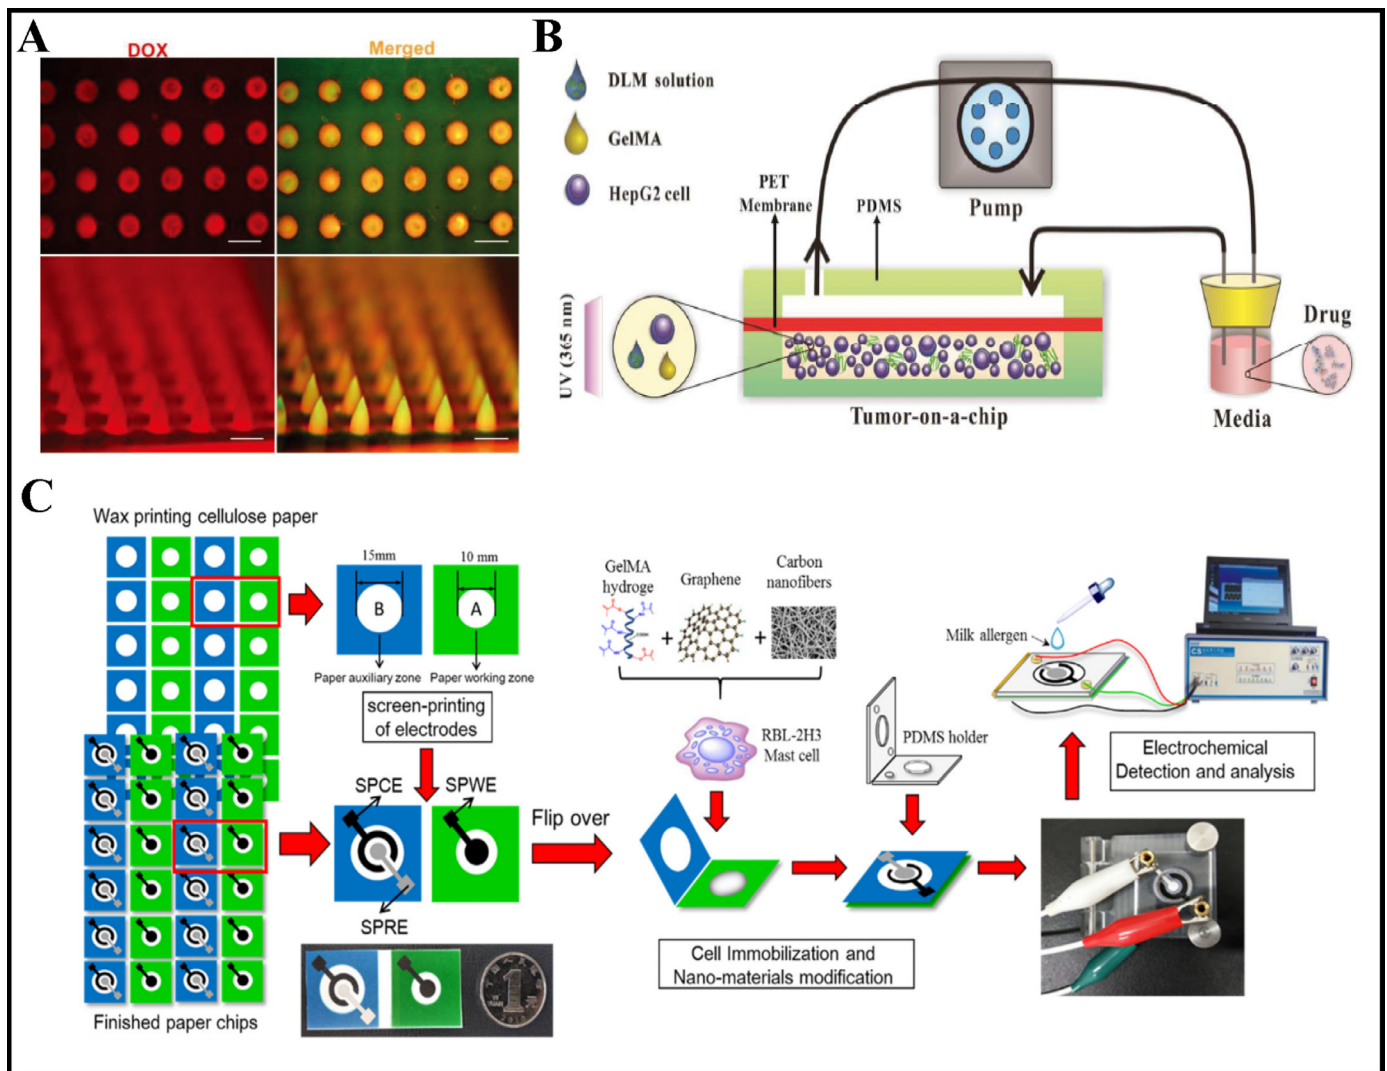 A
DOX
Merged
B
DLM solution
GelMA
HepG2 cell
UV (365 nm)
PET
Membrane
PDMS
Pump
Tumor-on-a-chip
Media
Drug
C
Wax printing cellulose paper
15mm
10 mm
B
A
Paper auxiliary zone
Paper working zone
screen-printing
of electrodes
SPCE
SPWE
SPRE
Finished paper chips
Flip over
GelMA
hydroge
+
Graphene
+
Carbon
nanofibers
RBL-2H3
Mast cell
PDMS holder
Cell Immobilization and
Nano-materials modification
Milk allergen
Electrochemical
Detection and analysis
1
YUAN
CS